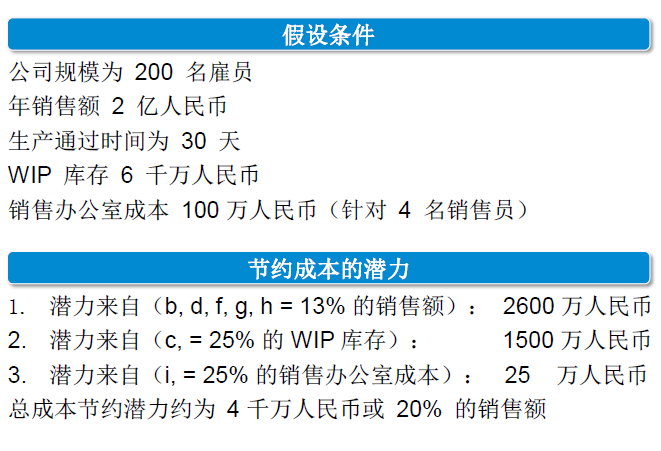 假设条件
公司规模为 200 名雇员
年销售额 2 亿人民币
生产通过时间为 30 天
WIP 库存 6 千万人民币
销售办公室成本 100 万人民币（针对 4 名销售员）
节约成本的潜力
1. 潜力来自（b, d, f, g, h = 13% 的销售额）： 2600 万人民币
2. 潜力来自（c, = 25% 的 WIP 库存）： 1500 万人民币
3. 潜力来自（i, = 25% 的销售办公室成本）： 25 万人民币
总成本节约潜力约为 4 千万人民币或 20% 的销售额